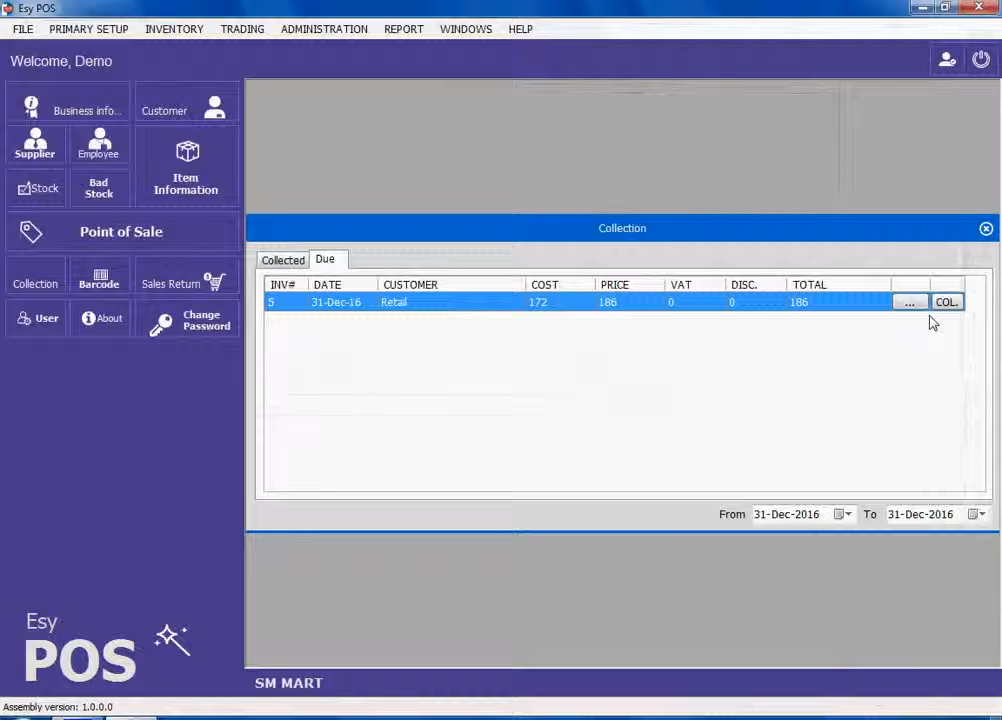 Esy POS
FILE PRIMARY SETUP INVENTORY TRADING ADMINISTRATION REPORT WINDOWS HELP
Welcome, Demo
Business info... Customer
Supplier Employee
Item Information
Stock Bad Stock
Point of Sale
Collection Barcode Sales Return
User About Change Password
Collection
Collected Due
INV# DATE CUSTOMER COST PRICE VAT DISC. TOTAL
5 31-Dec-16 Retail 172 186 0 0 186 ... COL.
From 31-Dec-2016 To 31-Dec-2016
Esy
POS
SM MART
Assembly version: 1.0.0.0